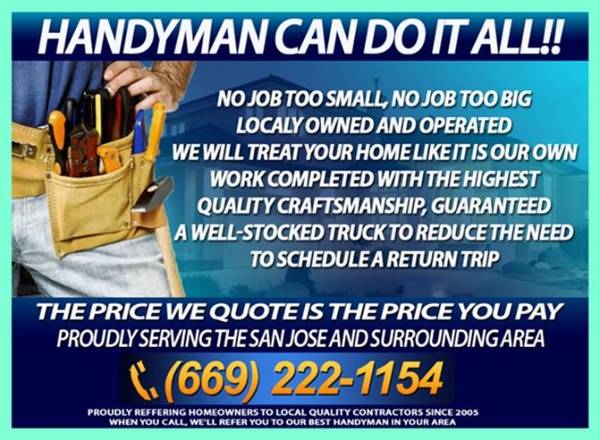 HANDYMAN CAN DO IT ALL!!
NO JOB TOO SMALL, NO JOB TOO BIG
LOCALY OWNED AND OPERATED
WE WILL TREAT YOUR HOME LIKE IT IS OUR OWN
WORK COMPLETED WITH THE HIGHEST
QUALITY CRAFTSMANSHIP, GUARANTEED
A WELL-STOCKED TRUCK TO REDUCE THE NEED
TO SCHEDULE A RETURN TRIP
THE PRICE WE QUOTE IS THE PRICE YOU PAY
PROUDLY SERVING THE SAN JOSE AND SURROUNDING AREA
(669) 222-1154
PROUDLY REFFERING HOMEOWNERS TO LOCAL QUALITY CONTRACTORS SINCE 2005
WHEN YOU CALL, WE'LL REFER YOU TO OUR BEST HANDYMAN IN YOUR AREA